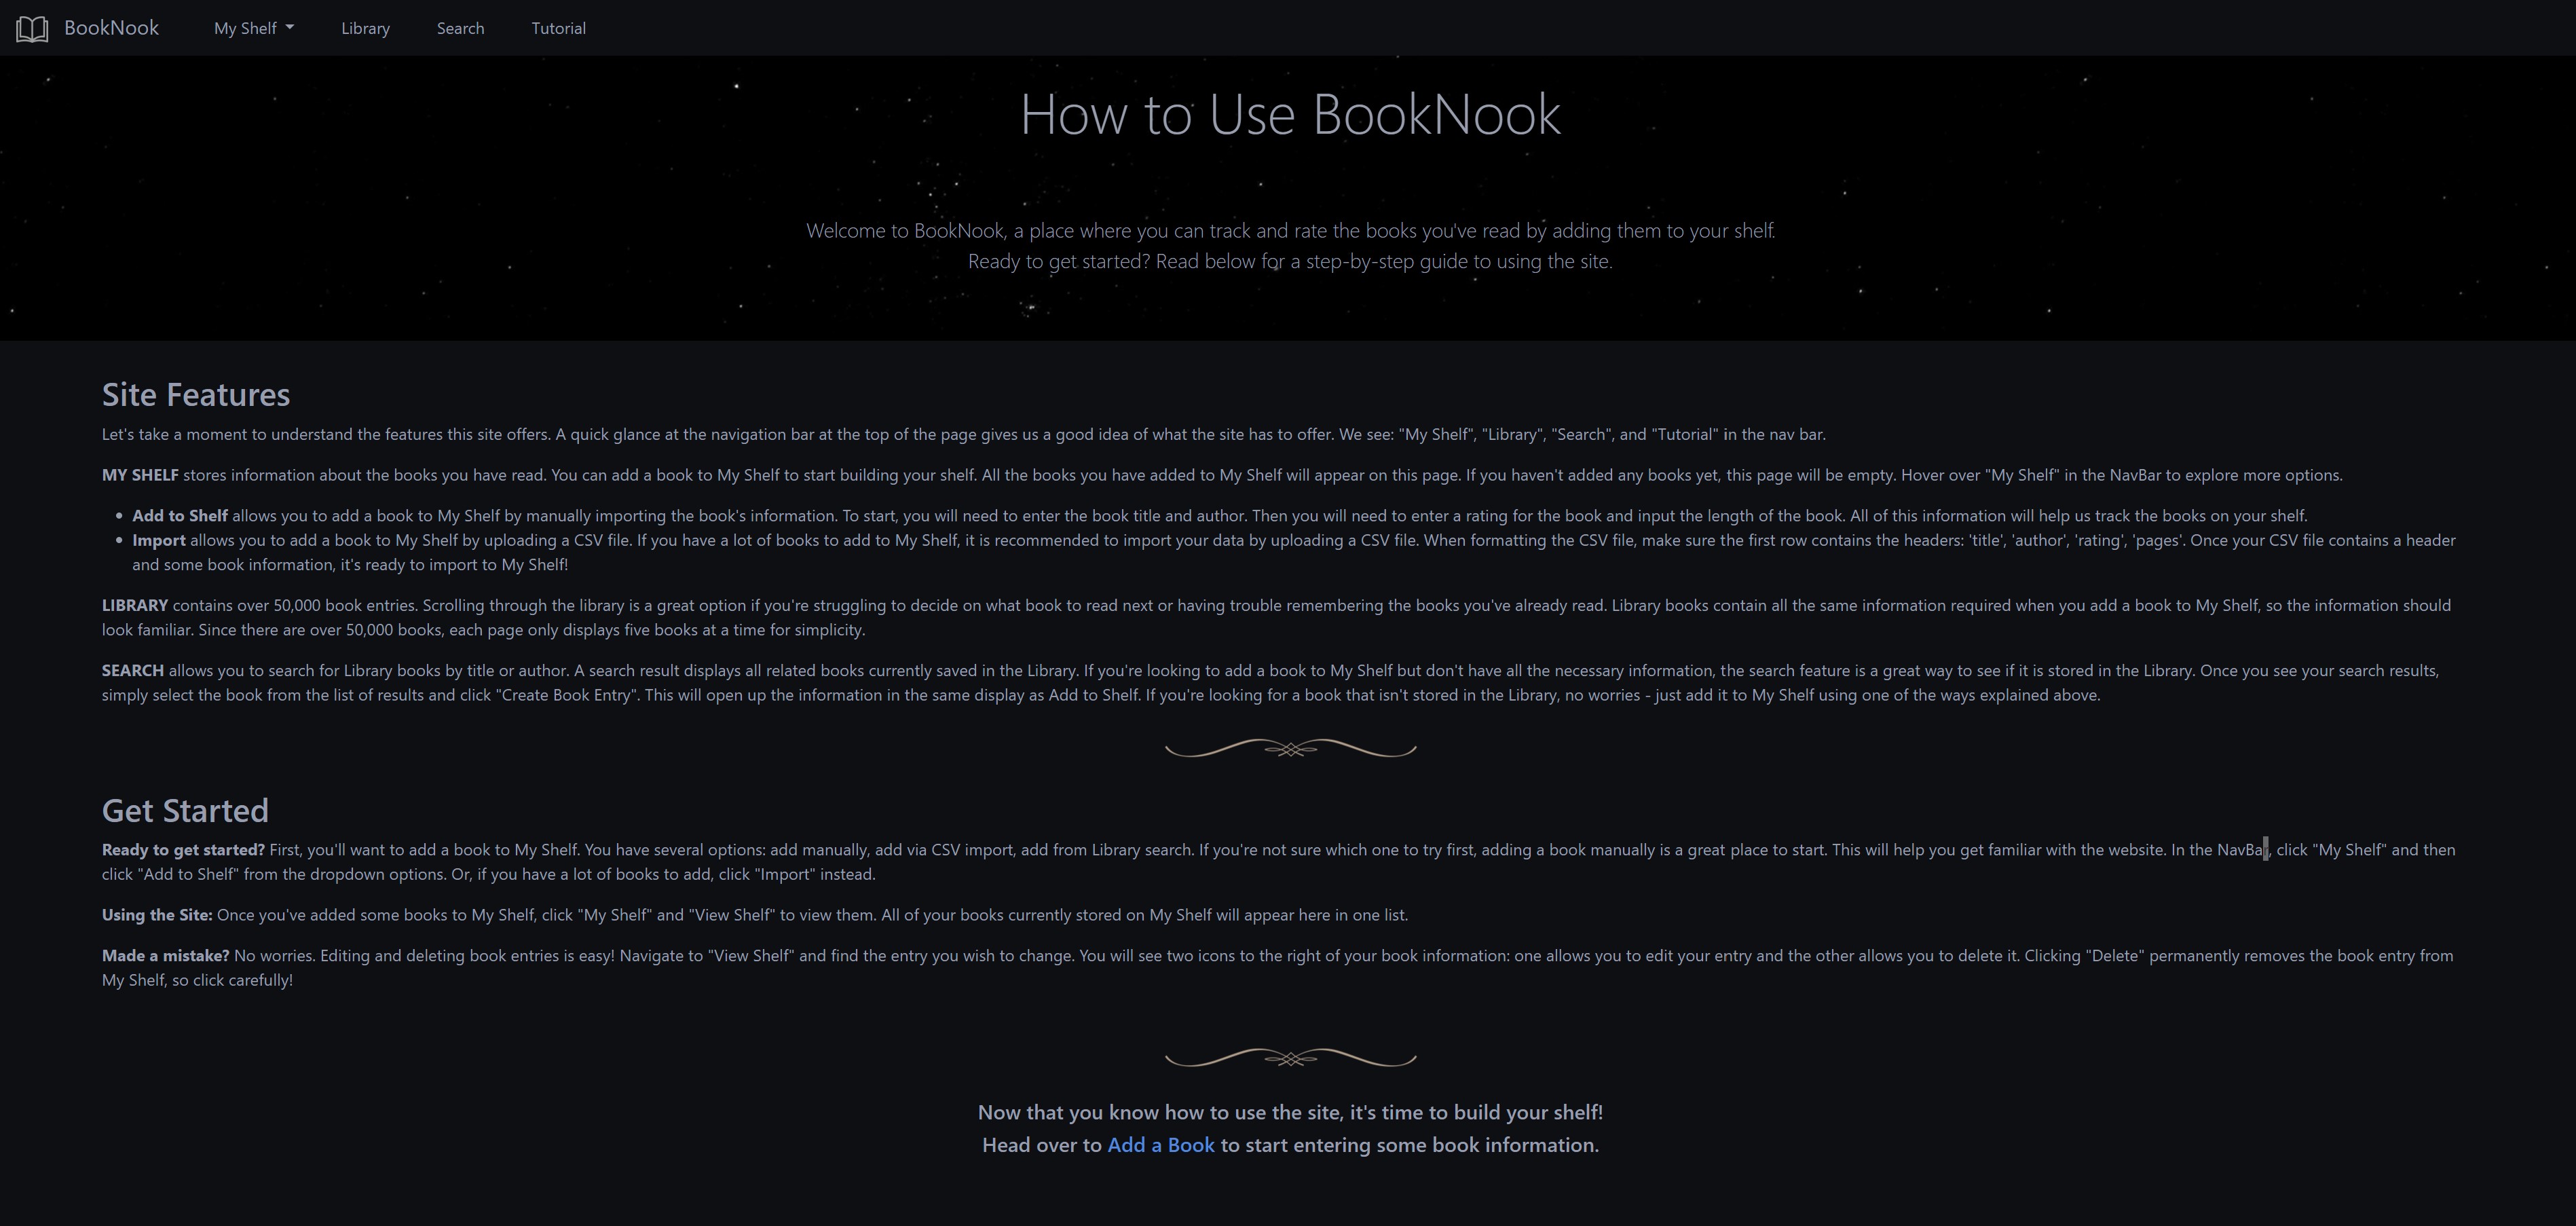 BookNook
My Shelf
Library
Search
Tutorial
How to Use BookNook
Welcome to BookNook, a place where you can track and rate the books you've read by adding them to your shelf.
Ready to get started? Read below for a step-by-step guide to using the site.
Site Features
Let's take a moment to understand the features this site offers. A quick glance at the navigation bar at the top of the page gives us a good idea of what the site has to offer. We see: "My Shelf", "Library", "Search", and "Tutorial" in the nav bar.
MY SHELF stores information about the books you have read. You can add a book to My Shelf to start building your shelf. All the books you have added to My Shelf will appear on this page. If you haven't added any books yet, this page will be empty. Hover over "My Shelf" in the NavBar to explore more options.
• Add to Shelf allows you to add a book to My Shelf by manually importing the book's information. To start, you will need to enter the book title and author. Then you will need to enter a rating for the book and input the length of the book. All of this information will help us track the books on your shelf.
• Import allows you to add a book to My Shelf by uploading a CSV file. If you have a lot of books to add to My Shelf, it is recommended to import your data by uploading a CSV file. When formatting the CSV file, make sure the first row contains the headers: 'title', 'author', 'rating', 'pages'. Once your CSV file contains a header
and some book information, it's ready to import to My Shelf!
LIBRARY contains over 50,000 book entries. Scrolling through the library is a great option if you're struggling to decide on what book to read next or having trouble remembering the books you've already read. Library books contain all the same information required when you add a book to My Shelf, so the information should
look familiar. Since there are over 50,000 books, each page only displays five books at a time for simplicity.
SEARCH allows you to search for Library books by title or author. A search result displays all related books currently saved in the Library. If you're looking to add a book to My Shelf but don't have all the necessary information, the search feature is a great way to see if it is stored in the Library. Once you see your search results,
simply select the book from the list of results and click "Create Book Entry". This will open up the information in the same display as Add to Shelf. If you're looking for a book that isn't stored in the Library, no worries - just add it to My Shelf using one of the ways explained above.
Get Started
Ready to get started? First, you'll want to add a book to My Shelf. You have several options: add manually, add via CSV import, add from Library search. If you're not sure which one to try first, adding a book manually is a great place to start. This will help you get familiar with the website. In the NavBar, click "My Shelf" and then
click "Add to Shelf" from the dropdown options. Or, if you have a lot of books to add, click "Import" instead.
Using the Site: Once you've added some books to My Shelf, click "My Shelf" and "View Shelf" to view them. All of your books currently stored on My Shelf will appear here in one list.
Made a mistake? No worries. Editing and deleting book entries is easy! Navigate to "View Shelf" and find the entry you wish to change. You will see two icons to the right of your book information: one allows you to edit your entry and the other allows you to delete it. Clicking "Delete" permanently removes the book entry from
My Shelf, so click carefully!
Now that you know how to use the site, it's time to build your shelf!
Head over to Add a Book to start entering some book information.